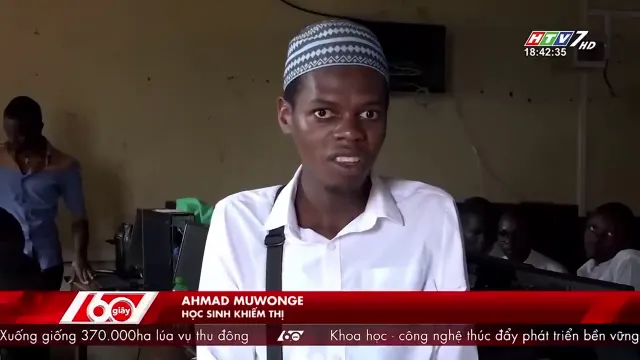 HTV7 HD
18:42:35
AHMAD MUWONGE
HỌC SINH KHIẾM THỊ
60 giây
Xuống giống 370.000ha lúa vụ thu đông 60 Khoa học - công nghệ thúc đẩy phát triển bền vững